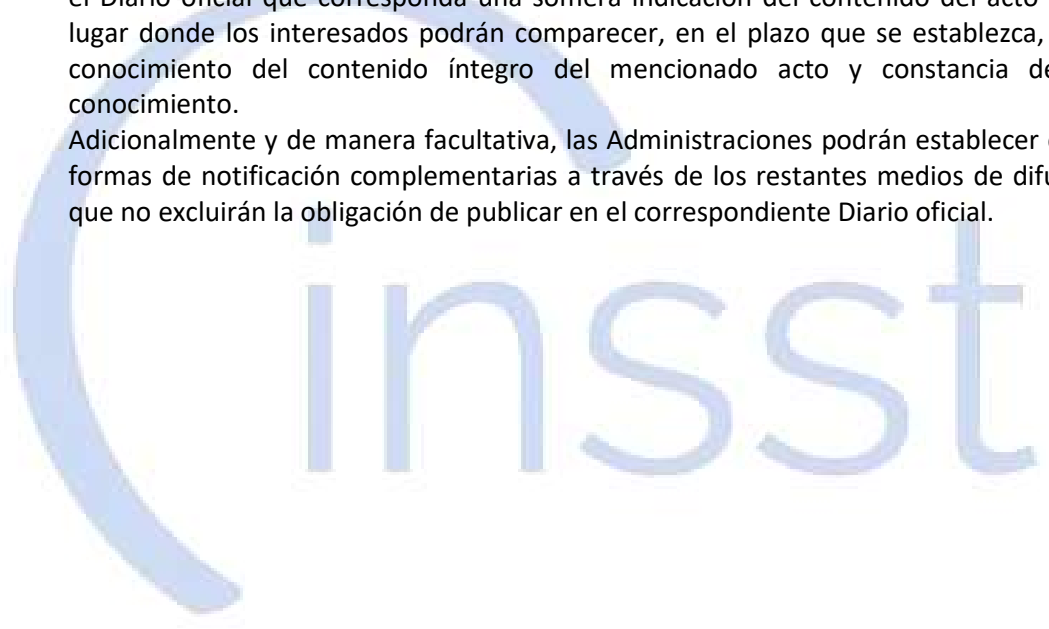 el Diario oficial que corresponda una somera indicación del contenido del acto
lugar donde los interesados podrán comparecer, en el plazo que se establezca,
conocimiento del contenido íntegro del mencionado acto y constancia
conocimiento.
Adicionalmente y de manera facultativa, las Administraciones podrán establecer
formas de notificación complementarias a través de los restantes medios de
que no excluirán la obligación de publicar en el correspondiente Diario oficial.
insst